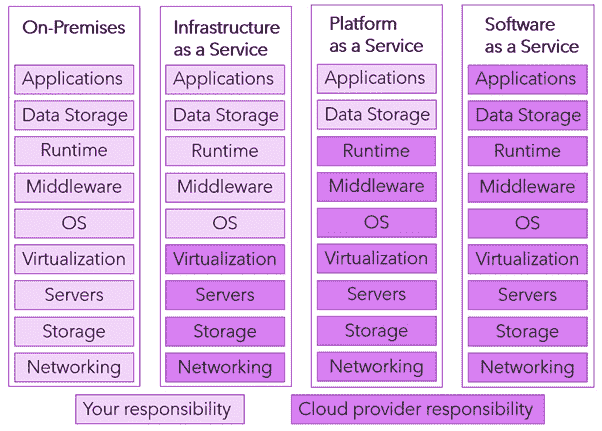 On-Premises
Infrastructure
as a Service
Platform
as a Service
Software
as a Service
Applications
Applications
Applications
Applications
Data Storage
Data Storage
Data Storage
Data Storage
Runtime
Runtime
Runtime
Runtime
Middleware
Middleware
Middleware
Middleware
OS
OS
OS
OS
Virtualization
Virtualization
Virtualization
Virtualization
Servers
Servers
Servers
Servers
Storage
Storage
Storage
Storage
Networking
Networking
Networking
Networking
Your responsibility
Cloud provider responsibility